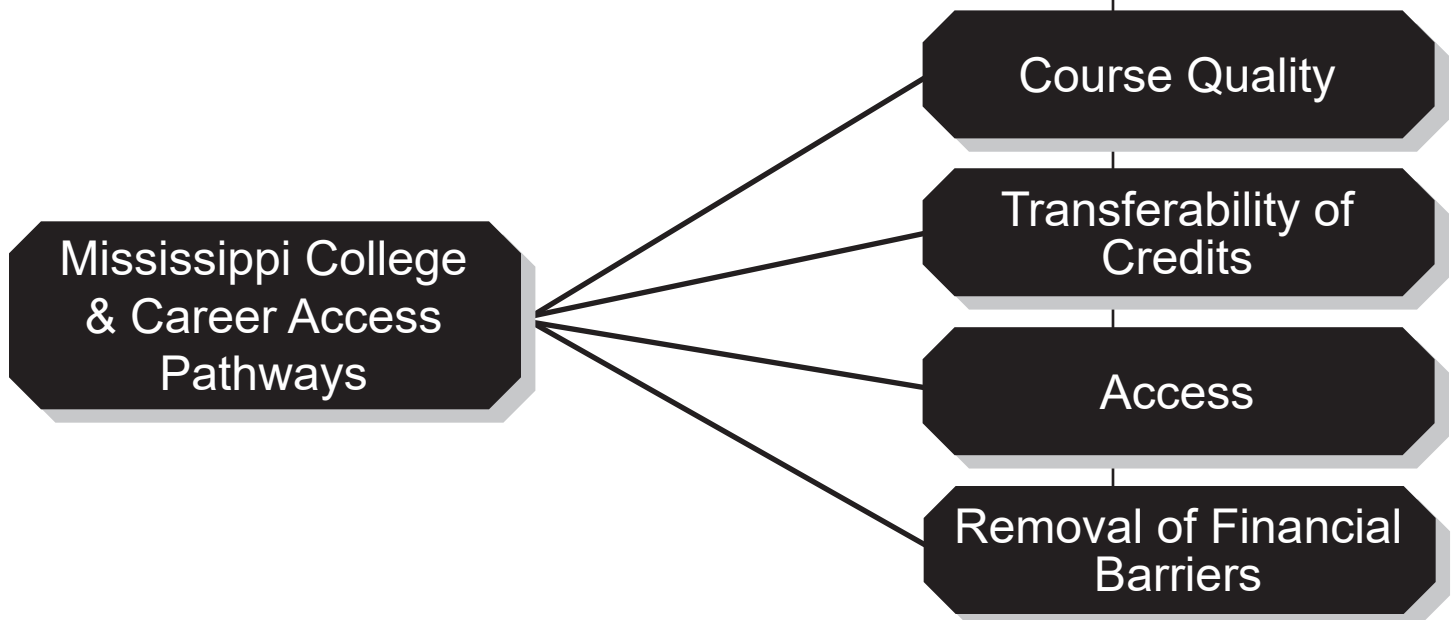 Mississippi College
& Career Access
Pathways
Course Quality
Transferability of
Credits
Access
Removal of Financial
Barriers